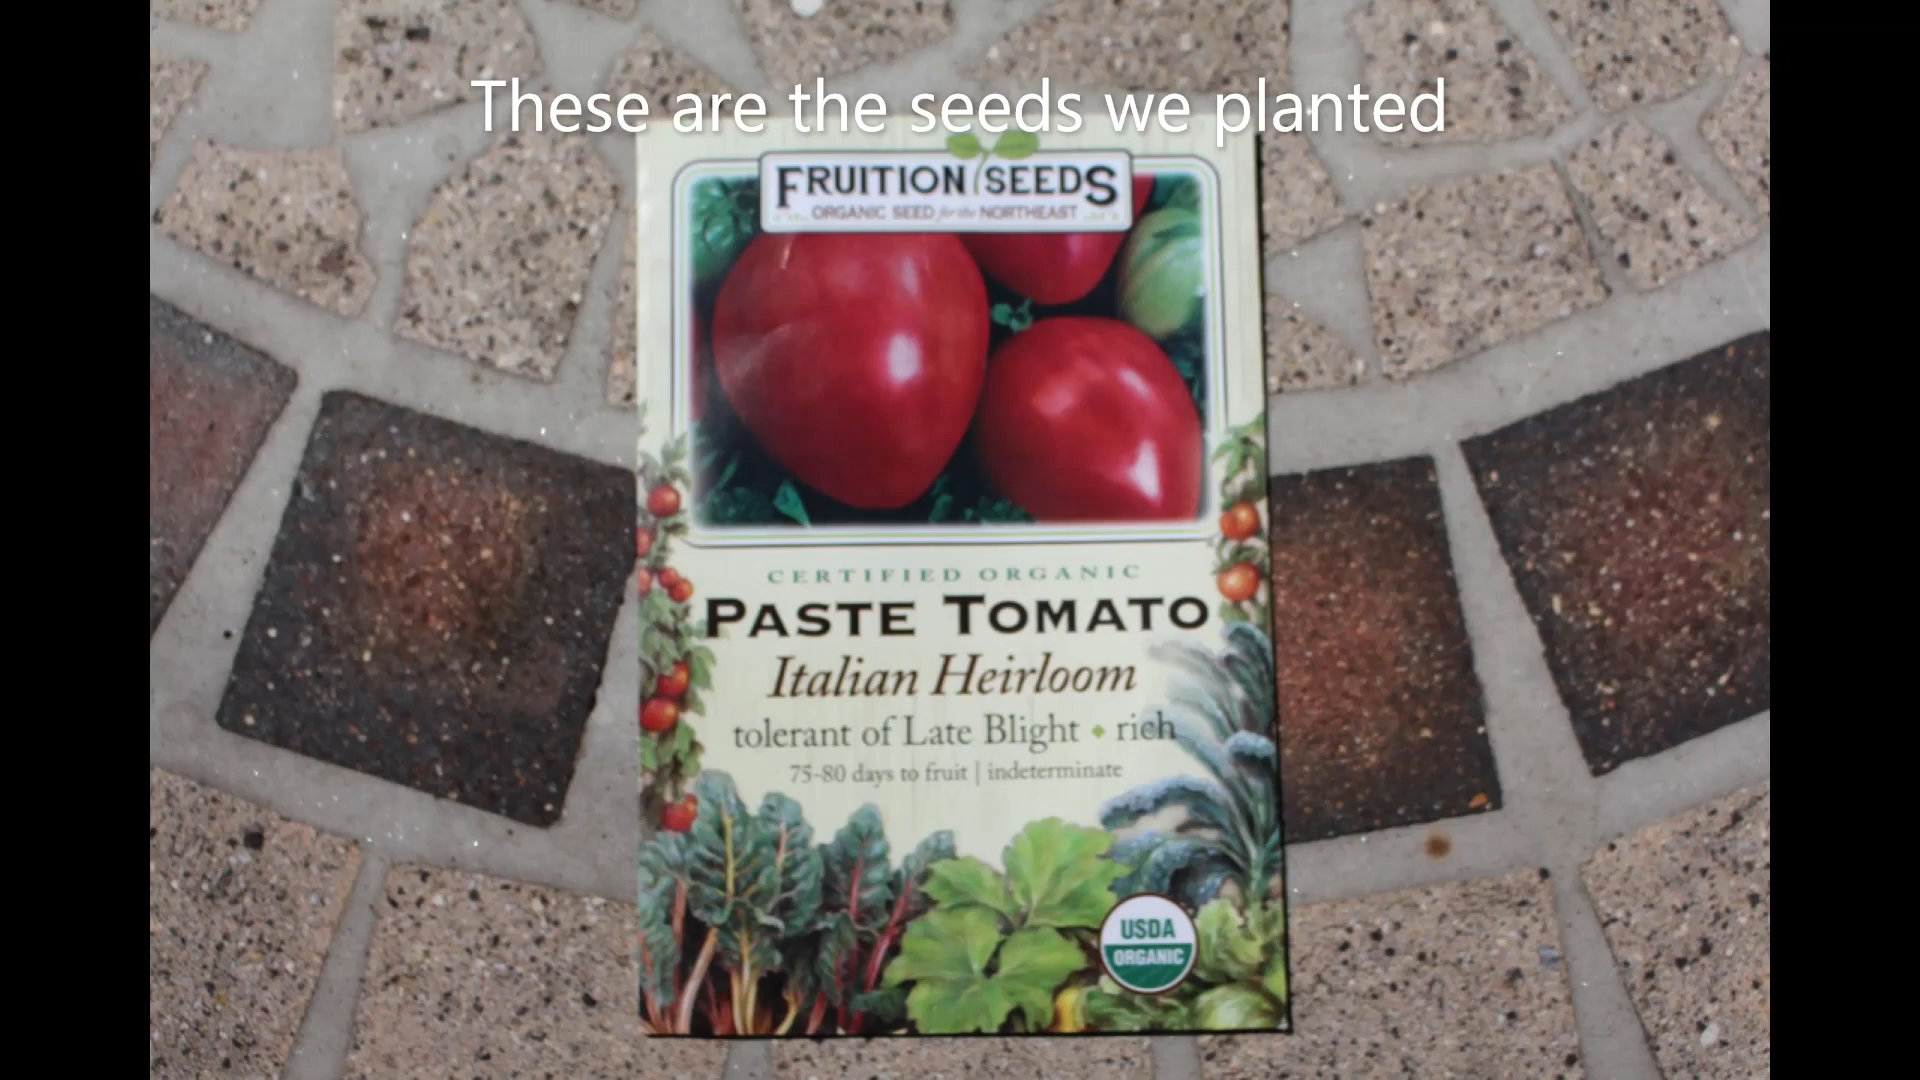 These are the seeds we planted
FRUITION SEEDS
ORGANIC SEED for the NORTHEAST
CERTIFIED ORGANIC
PASTE TOMATO
Italian Heirloom
tolerant of Late Blight • rich
75-80 days to fruit | indeterminate
USDA
ORGANIC